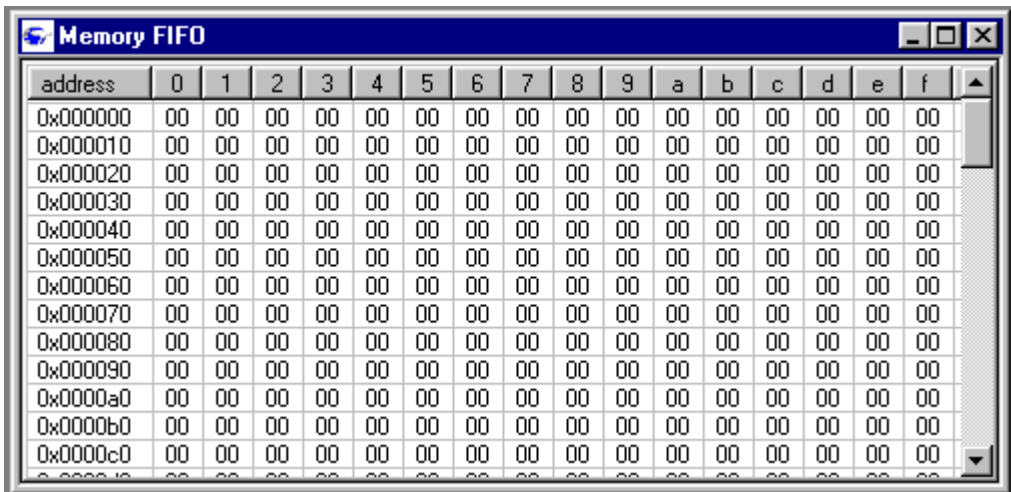 Memory FIFO
address 0 1 2 3 4 5 6 7 8 9 a b c d e f
0x000000 00 00 00 00 00 00 00 00 00 00 00 00 00 00 00 00
0x000010 00 00 00 00 00 00 00 00 00 00 00 00 00 00 00 00
0x000020 00 00 00 00 00 00 00 00 00 00 00 00 00 00 00 00
0x000030 00 00 00 00 00 00 00 00 00 00 00 00 00 00 00 00
0x000040 00 00 00 00 00 00 00 00 00 00 00 00 00 00 00 00
0x000050 00 00 00 00 00 00 00 00 00 00 00 00 00 00 00 00
0x000060 00 00 00 00 00 00 00 00 00 00 00 00 00 00 00 00
0x000070 00 00 00 00 00 00 00 00 00 00 00 00 00 00 00 00
0x000080 00 00 00 00 00 00 00 00 00 00 00 00 00 00 00 00
0x000090 00 00 00 00 00 00 00 00 00 00 00 00 00 00 00 00
0x0000a0 00 00 00 00 00 00 00 00 00 00 00 00 00 00 00 00
0x0000b0 00 00 00 00 00 00 00 00 00 00 00 00 00 00 00 00
0x0000c0 00 00 00 00 00 00 00 00 00 00 00 00 00 00 00 00